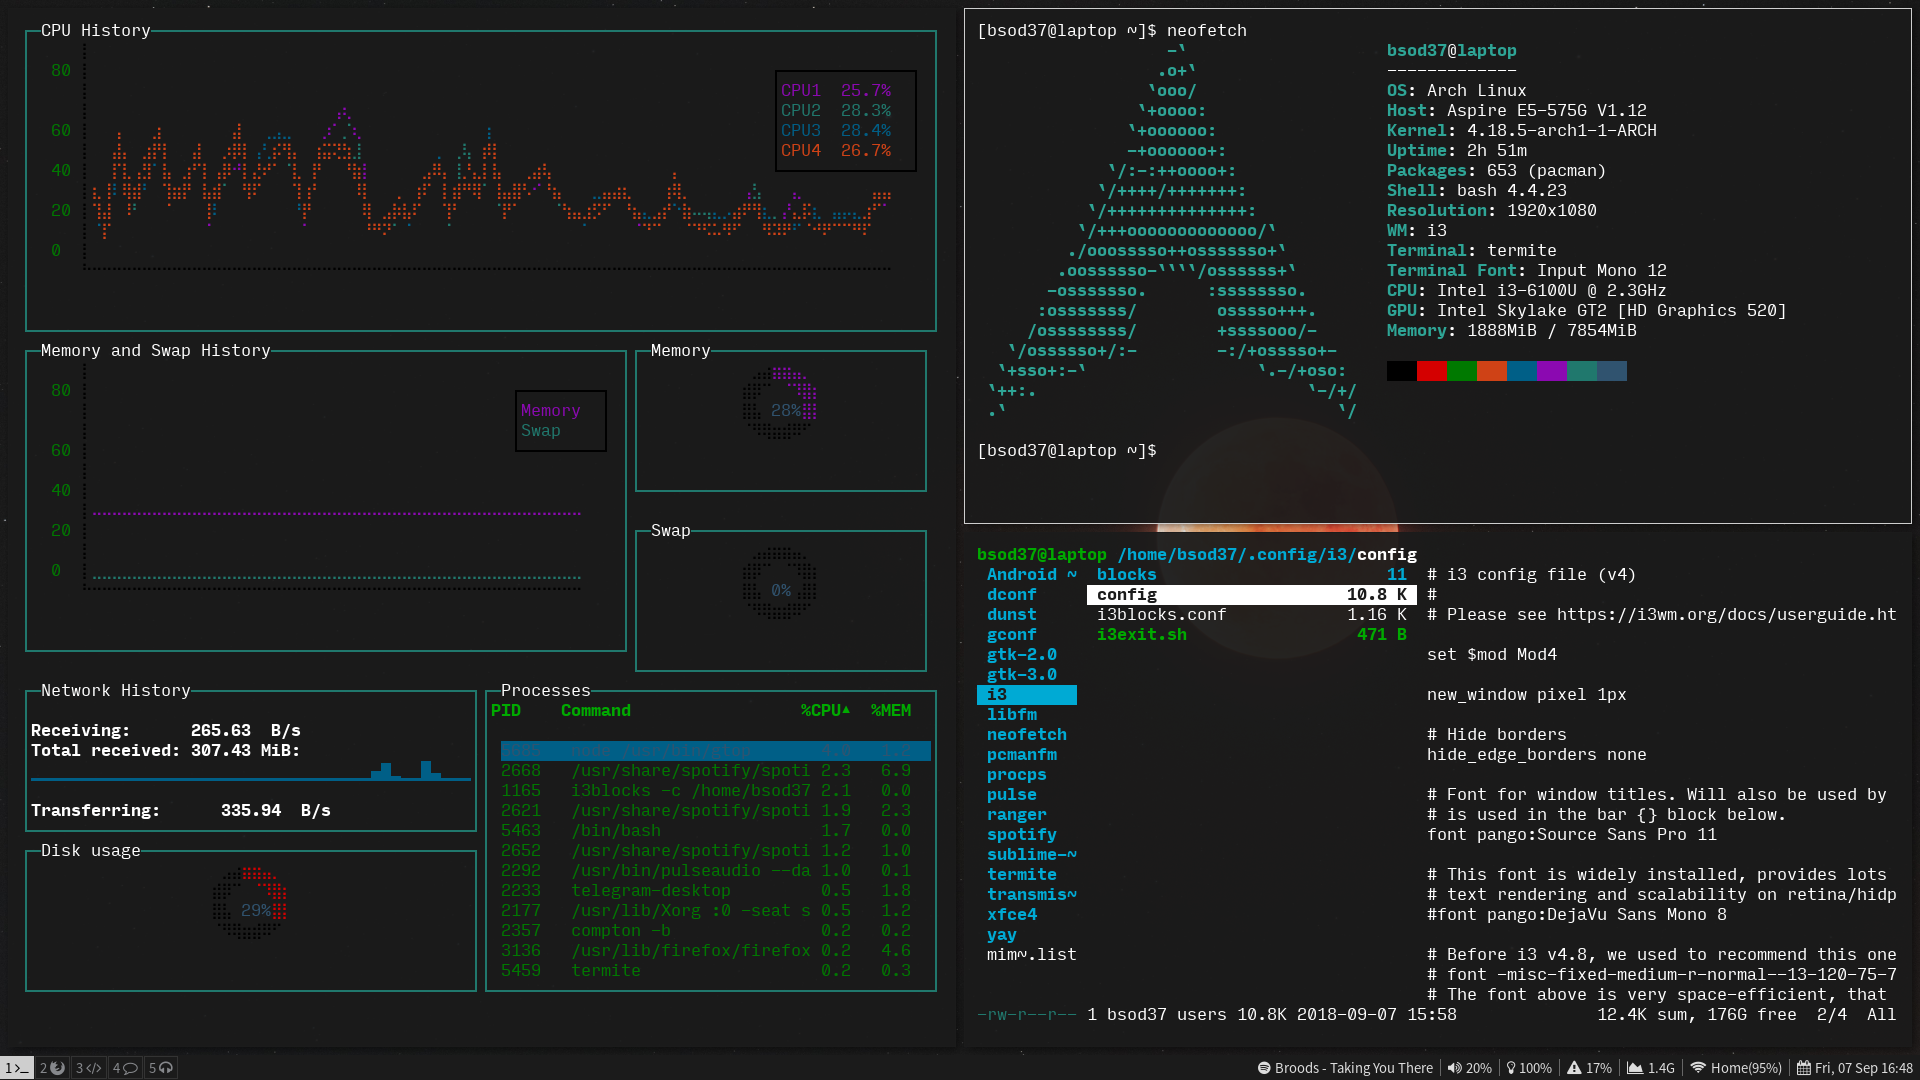 CPU History
80
60
40
20
0
CPU1 25.7%
CPU2 28.3%
CPU3 28.4%
CPU4 26.7%
Memory and Swap History
80
60
40
20
0
Memory
Swap
Memory
28%
Swap
0%
Network History
Receiving: 265.63 B/s
Total received: 307.43 MiB:
Transferring: 335.94 B/s
Disk usage
29%
Processes
PID Command %CPU▲ %MEM
2668 /usr/share/spotify/spoti 2.3 6.9
1165 i3blocks -c /home/bsod37 2.1 0.0
2621 /usr/share/spotify/spoti 1.9 2.3
5463 /bin/bash 1.7 0.0
2652 /usr/share/spotify/spoti 1.2 1.0
2292 /usr/bin/pulseaudio --da 1.0 0.1
2233 telegram-desktop 0.5 1.8
2177 /usr/lib/Xorg :0 -seat s 0.5 1.2
2357 compton -b 0.2 0.2
3136 /usr/lib/firefox/firefox 0.2 4.6
5459 termite 0.2 0.3
[bsod37@laptop ~]$ neofetch
-`
.o+`
`ooo/
`+oooo:
`+oooooo:
-+oooooo+:
`/:-:++oooo+:
`/++++/+++++++:
`/++++++++++++++:
`/+++ooooooooooooo/`
./ooosssso++osssssso+`
.oossssso-````/ossssss+`
-osssssso. :ssssssso.
:osssssss/ osssso+++.
/ossssssss/ +ssssooo/-
`/ossssso+/:- -:/+osssso+-
`+sso+:-` `.-/+oso:
`++:. `-/+/
.` `/
bsod37@laptop
-------------
OS: Arch Linux
Host: Aspire E5-575G V1.12
Kernel: 4.18.5-arch1-1-ARCH
Uptime: 2h 51m
Packages: 653 (pacman)
Shell: bash 4.4.23
Resolution: 1920x1080
WM: i3
Terminal: termite
Terminal Font: Input Mono 12
CPU: Intel i3-6100U @ 2.3GHz
GPU: Intel Skylake GT2 [HD Graphics 520]
Memory: 1888MiB / 7854MiB
[bsod37@laptop ~]$
bsod37@laptop /home/bsod37/.config/i3/config
Android ~
dconf
dunst
gconf
gtk-2.0
gtk-3.0
i3
libfm
neofetch
pcmanfm
procps
pulse
ranger
spotify
sublime-~
termite
transmis~
xfce4
yay
mim~.list
blocks 11
config 10.8 K
i3blocks.conf 1.16 K
i3exit.sh 471 B
# i3 config file (v4)
#
# Please see https://i3wm.org/docs/userguide.ht
set $mod Mod4
new_window pixel 1px
# Hide borders
hide_edge_borders none
# Font for window titles. Will also be used by
# is used in the bar {} block below.
font pango:Source Sans Pro 11
# This font is widely installed, provides lots
# text rendering and scalability on retina/hidp
#font pango:DejaVu Sans Mono 8
# Before i3 v4.8, we used to recommend this one
# font -misc-fixed-medium-r-normal--13-120-75-7
# The font above is very space-efficient, that
-rw-r--r-- 1 bsod37 users 10.8K 2018-09-07 15:58 12.4K sum, 176G free 2/4 All
1 2 3 4 5
Broods - Taking You There 20% 100% 17% 1.4G Home(95%) Fri, 07 Sep 16:48